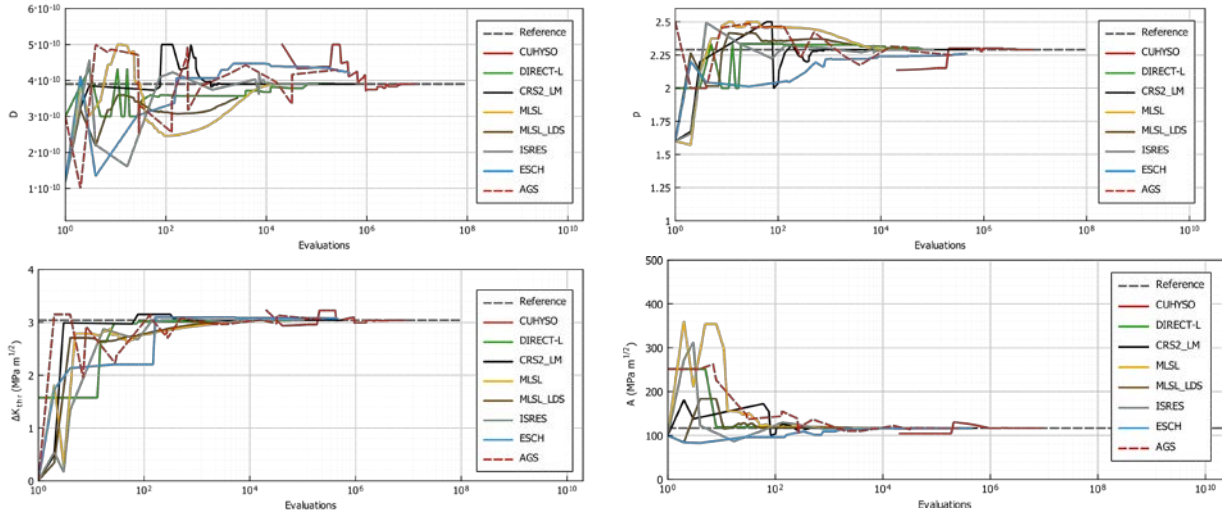 6·10⁻¹⁰
5·10⁻¹⁰
4·10⁻¹⁰
3·10⁻¹⁰
2·10⁻¹⁰
1·10⁻¹⁰
D
10⁰ 10² 10⁴ 10⁶ 10⁸ 10¹⁰
Evaluations
Reference
CUHYSO
DIRECT-L
CRS2_LM
MLSL
MLSL_LDS
ISRES
ESCH
AGS
2.5
2.25
2
1.75
1.5
1.25
1
p
10⁰ 10² 10⁴ 10⁶ 10⁸ 10¹⁰
Evaluations
Reference
CUHYSO
DIRECT-L
CRS2_LM
MLSL
MLSL_LDS
ISRES
ESCH
AGS
4
3
2
1
0
ΔK thr (MPa m¹/²)
10⁰ 10² 10⁴ 10⁶ 10⁸ 10¹⁰
Evaluations
Reference
CUHYSO
DIRECT-L
CRS2_LM
MLSL
MLSL_LDS
ISRES
ESCH
AGS
500
400
300
200
100
0
A (MPa m¹/²)
10⁰ 10² 10⁴ 10⁶ 10⁸ 10¹⁰
Evaluations
Reference
CUHYSO
DIRECT-L
CRS2_LM
MLSL
MLSL_LDS
ISRES
ESCH
AGS